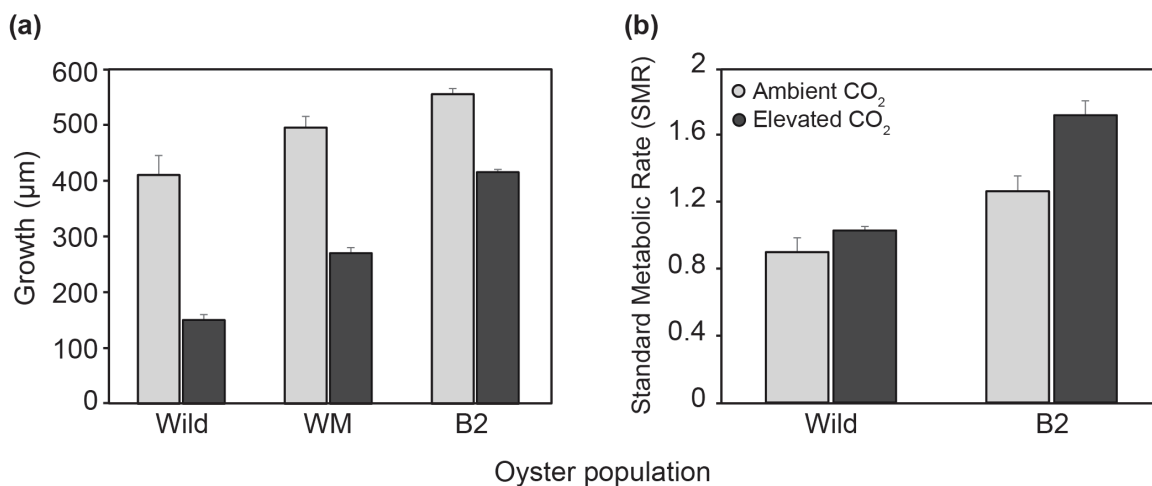 (a)
Growth (µm)
600
500
400
300
200
100
0
Wild
WM
B2
(b)
Standard Metabolic Rate (SMR)
2
1.6
1.2
0.8
0.4
0
Ambient CO₂
Elevated CO₂
Wild
B2
Oyster population